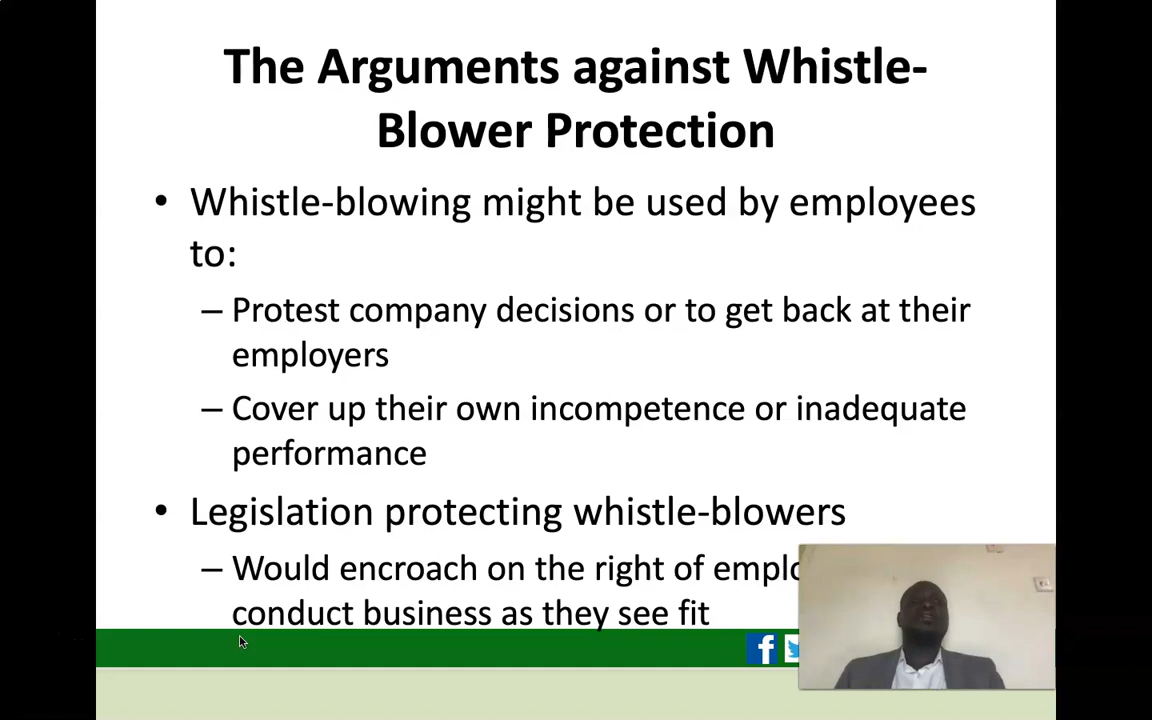 The Arguments against Whistle-
Blower Protection
• Whistle-blowing might be used by employees
to:
– Protest company decisions or to get back at their
employers
– Cover up their own incompetence or inadequate
performance
• Legislation protecting whistle-blowers
– Would encroach on the right of
conduct business as they see fit